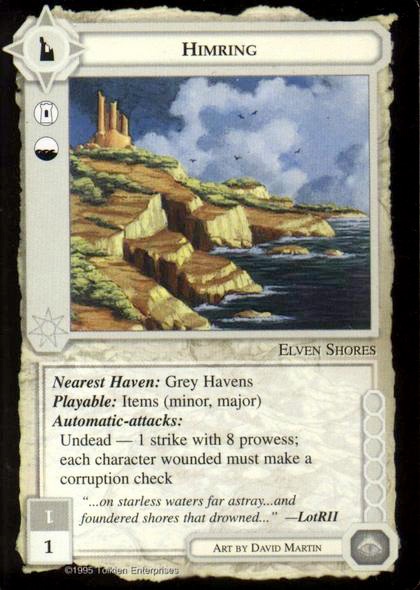 HIMRING
ELVEN SHORES
Nearest Haven: Grey Havens
Playable: Items (minor, major)
Automatic-attacks:
Undead — 1 strike with 8 prowess;
each character wounded must make a
corruption check
“...on starless waters far astray...and
foundered shores that drowned...” —LotRII
1
1
ART BY DAVID MARTIN
©1995 Tolkien Enterprises